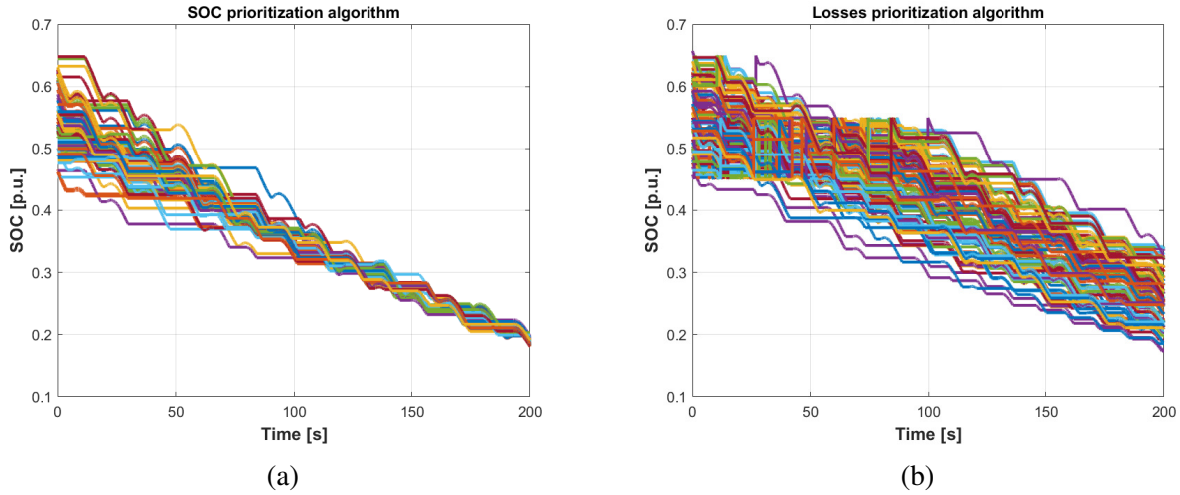 SOC prioritization algorithm
0.7
0.6
0.5
0.4
0.3
0.2
0.1
SOC [p.u.]
0 50 100 150 200
Time [s]
(a)
Losses prioritization algorithm
0.7
0.6
0.5
0.4
0.3
0.2
0.1
SOC [p.u.]
0 50 100 150 200
Time [s]
(b)